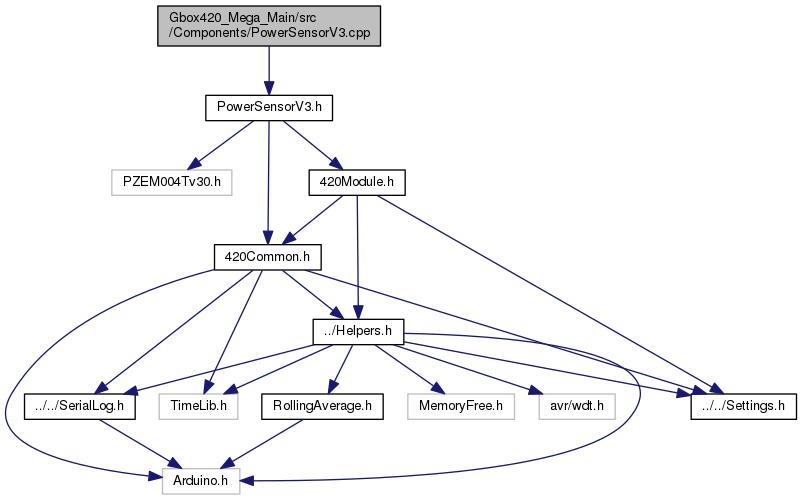 Gbox420_Mega_Main/src
/Components/PowerSensorV3.cpp
PowerSensorV3.h
PZEM004Tv30.h
420Module.h
420Common.h
../Helpers.h
../../SerialLog.h
TimeLib.h
RollingAverage.h
MemoryFree.h
avr/wdt.h
../../Settings.h
Arduino.h